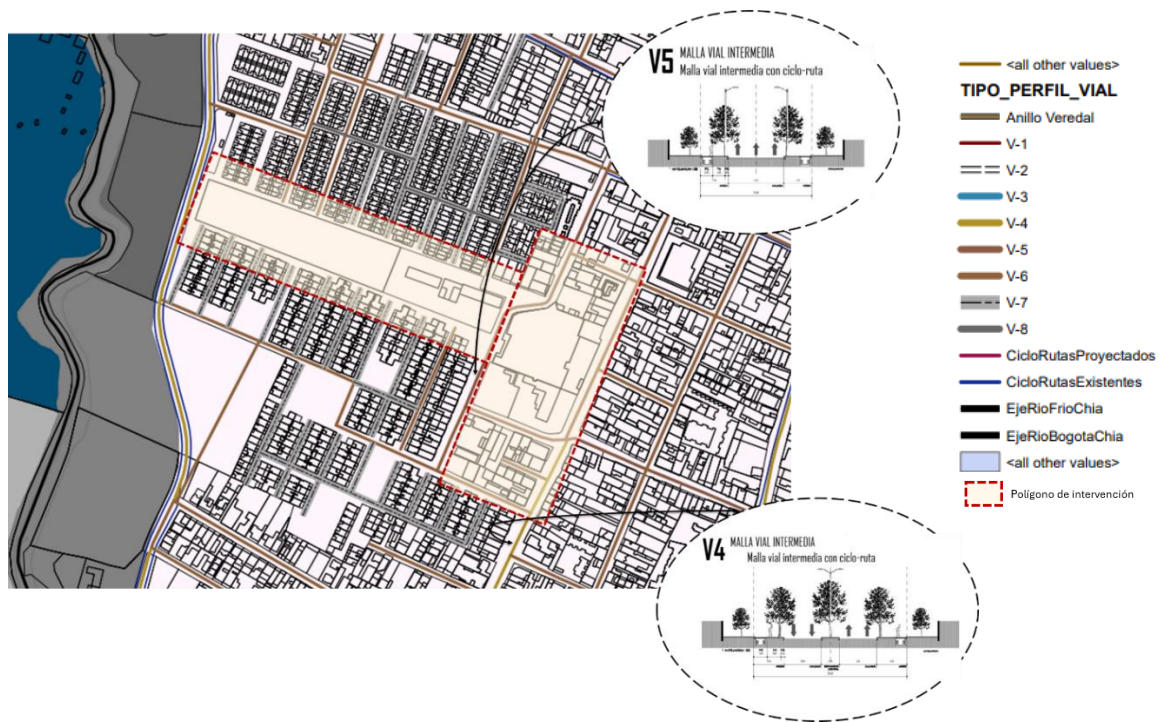 V5 MALLA VIAL INTERMEDIA
Malla vial intermedia con ciclo-ruta
<all other values>
TIPO_PERFIL_VIAL
Anillo Veredal
V-1
V-2
V-3
V-4
V-5
V-6
V-7
V-8
CicloRutasProyectados
CicloRutasExistentes
EjeRioFrioChia
EjeRioBogotaChia
<all other values>
Polígono de intervención
V4 MALLA VIAL INTERMEDIA
Malla vial intermedia con ciclo-ruta